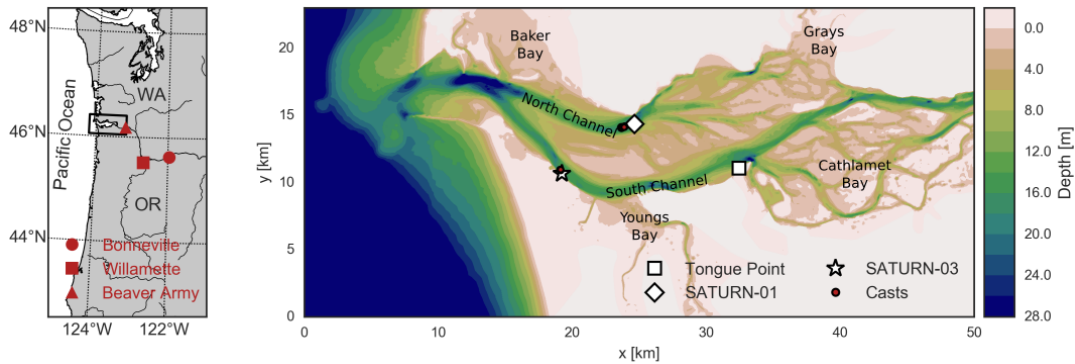 48°N
46°N
44°N
124°W
122°W
Pacific Ocean
WA
OR
Bonneville
Willamette
Beaver Army
y [km]
20
15
10
5
0
0
10
20
30
40
50
x [km]
Baker
Bay
Grays
Bay
North Channel
South Channel
Cathlamet
Bay
Youngs
Bay
Tongue Point
SATURN-01
SATURN-03
Casts
0.0
4.0
8.0
12.0
16.0
20.0
24.0
28.0
Depth [m]